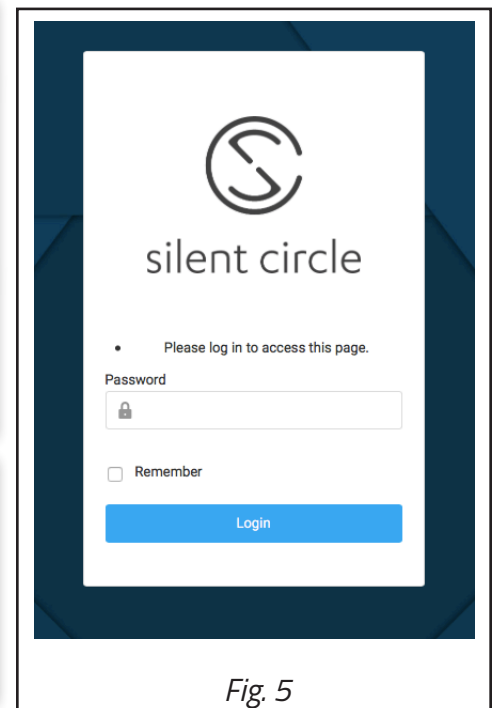 silent circle
Please log in to access this page.
Password
Remember
Login
Fig. 5